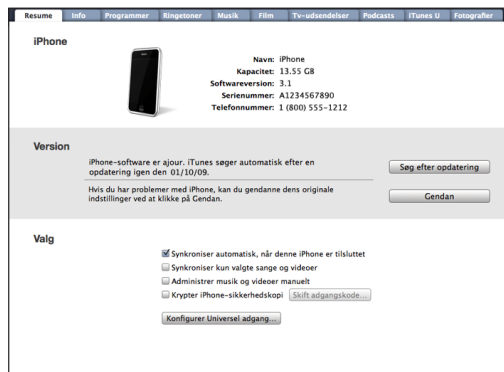 Resume Info Programmer Ringetoner Musik Film Tv-udsendelser Podcasts iTunes U Fotografier
iPhone
Navn: iPhone
Kapacitet: 13.55 GB
Softwareversion: 3.1
Serienummer: A1234567890
Telefonnummer: 1 (800) 555-1212
Version
iPhone-software er ajour. iTunes søger automatisk efter en
opdatering igen den 01/10/09.
Søg efter opdatering
Hvis du har problemer med iPhone, kan du gendanne dens originale
indstillinger ved at klikke på Gendan.
Gendan
Valg
Synkroniser automatisk, når denne iPhone er tilsluttet
Synkroniser kun valgte sange og videoer
Administrer musik og videoer manuelt
Krypter iPhone-sikkerhedskopi Skift adgangskode...
Konfigurer Universel adgang...